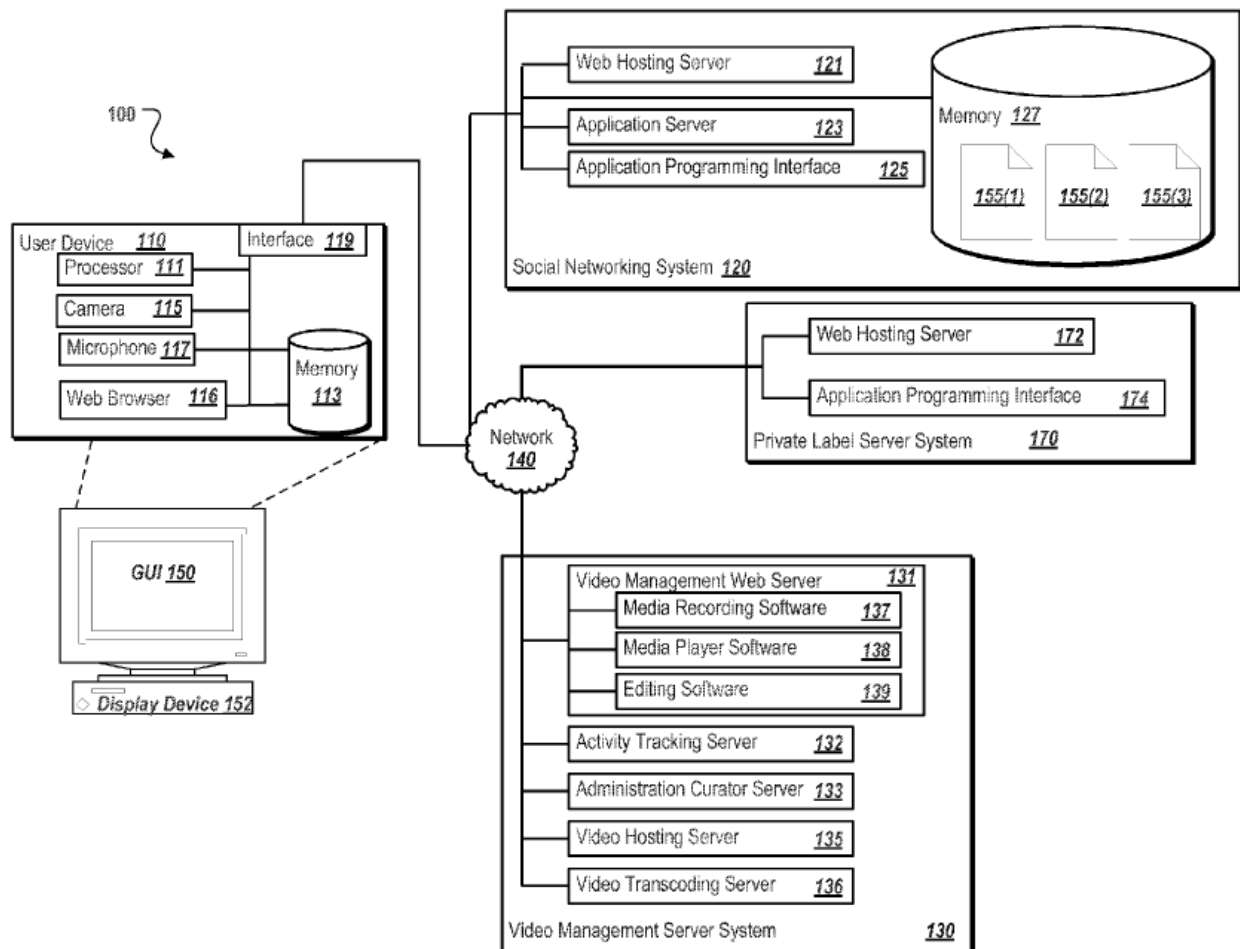 100
User Device 110
Interface 119
Processor 111
Camera 115
Microphone 117
Web Browser 116
Memory
113
GUI 150
Display Device 152
Network
140
Web Hosting Server 121
Application Server 123
Application Programming Interface 125
Memory 127
155(1) 155(2) 155(3)
Social Networking System 120
Web Hosting Server 172
Application Programming Interface 174
Private Label Server System 170
Video Management Web Server 131
Media Recording Software 137
Media Player Software 138
Editing Software 139
Activity Tracking Server 132
Administration Curator Server 133
Video Hosting Server 135
Video Transcoding Server 136
Video Management Server System 130